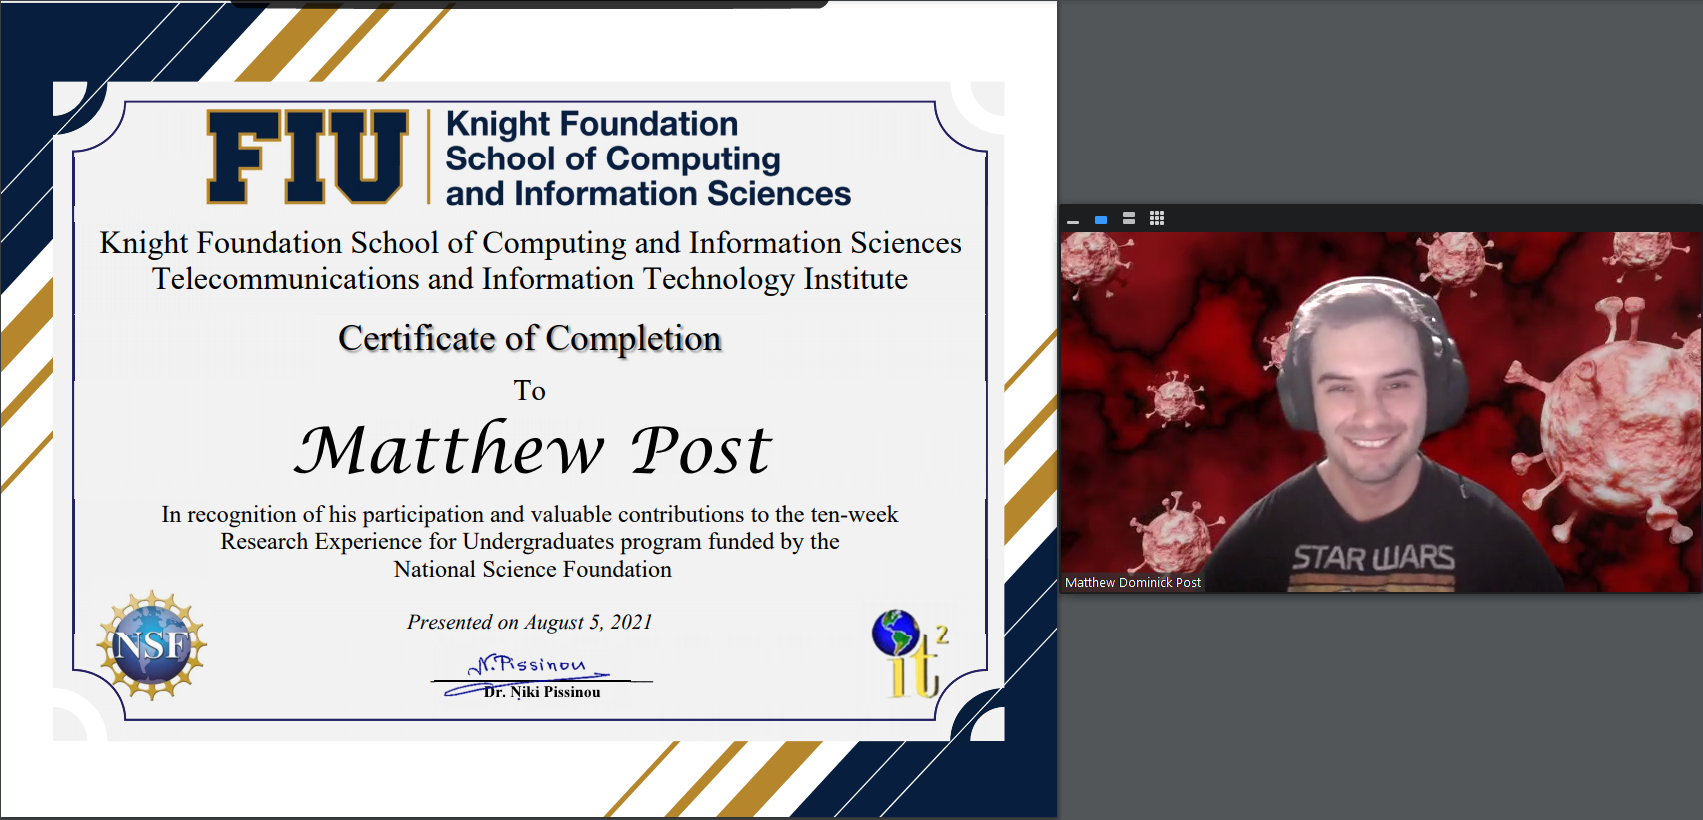 FIU
Knight Foundation
School of Computing
and Information Sciences
Knight Foundation School of Computing and Information Sciences
Telecommunications and Information Technology Institute
Certificate of Completion
To
Matthew Post
In recognition of his participation and valuable contributions to the ten-week
Research Experience for Undergraduates program funded by the
National Science Foundation
Presented on August 5, 2021
N. Pissinou
Dr. Niki Pissinou
NSF
it2
STAR WARS
Matthew Dominick Post